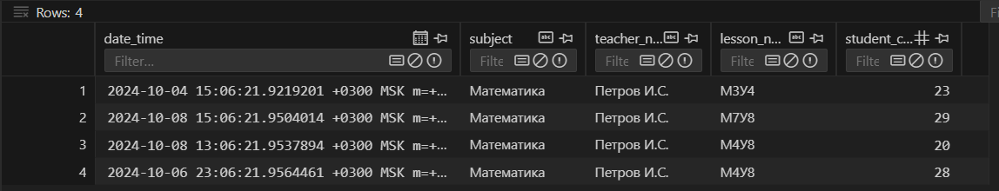 Rows: 4
Fi
date_time subject teacher_n... lesson_n... student_c...
Filter... Filte Filte Filte Filte
1 2024-10-04 15:06:21.9219201 +0300 MSK m=+... Математика Петров И.С. М3У4 23
2 2024-10-08 15:06:21.9504014 +0300 MSK m=+... Математика Петров И.С. М7У8 29
3 2024-10-08 13:06:21.9537894 +0300 MSK m=+... Математика Петров И.С. М4У8 20
4 2024-10-06 23:06:21.9564461 +0300 MSK m=+... Математика Петров И.С. М4У8 28